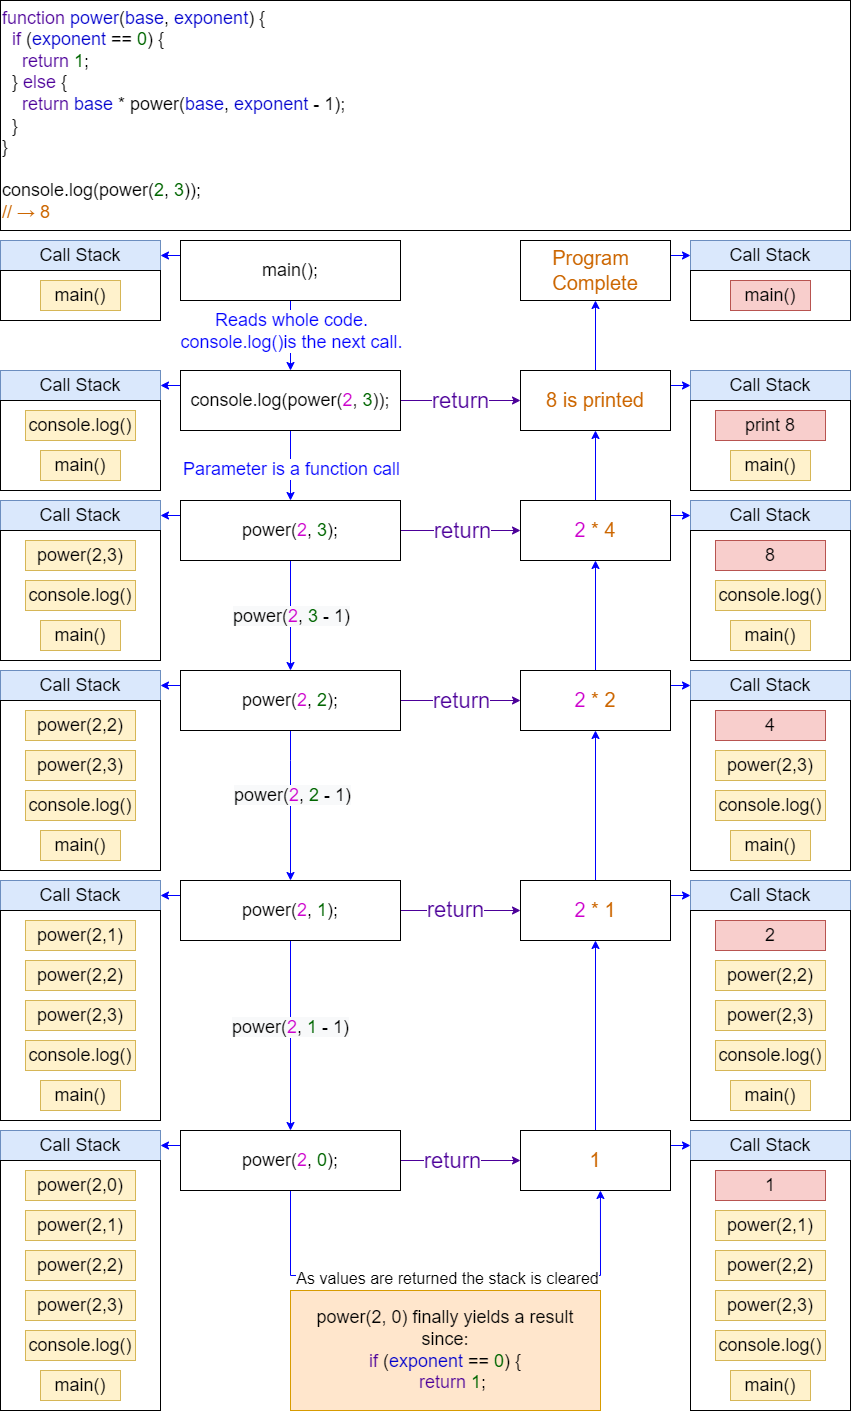 function power(base, exponent) {
if (exponent == 0) {
return 1;
} else {
return base * power(base, exponent - 1);
}
}
console.log(power(2, 3));
// → 8
Call Stack
main()
main();
Program
Complete
Call Stack
main()
Reads whole code.
console.log()is the next call.
Call Stack
console.log()
main()
console.log(power(2, 3));
return
8 is printed
Call Stack
print 8
main()
Parameter is a function call
Call Stack
power(2,3)
console.log()
main()
power(2, 3);
return
2 * 4
Call Stack
8
console.log()
main()
power(2, 3 - 1)
Call Stack
power(2,2)
power(2,3)
console.log()
main()
power(2, 2);
return
2 * 2
Call Stack
4
power(2,3)
console.log()
main()
power(2, 2 - 1)
Call Stack
power(2,1)
power(2,2)
power(2,3)
console.log()
main()
power(2, 1);
return
2 * 1
Call Stack
2
power(2,2)
power(2,3)
console.log()
main()
power(2, 1 - 1)
Call Stack
power(2,0)
power(2,1)
power(2,2)
power(2,3)
console.log()
main()
power(2, 0);
return
1
Call Stack
1
power(2,1)
power(2,2)
power(2,3)
console.log()
main()
As values are returned the stack is cleared
power(2, 0) finally yields a result
since:
if (exponent == 0) {
return 1;